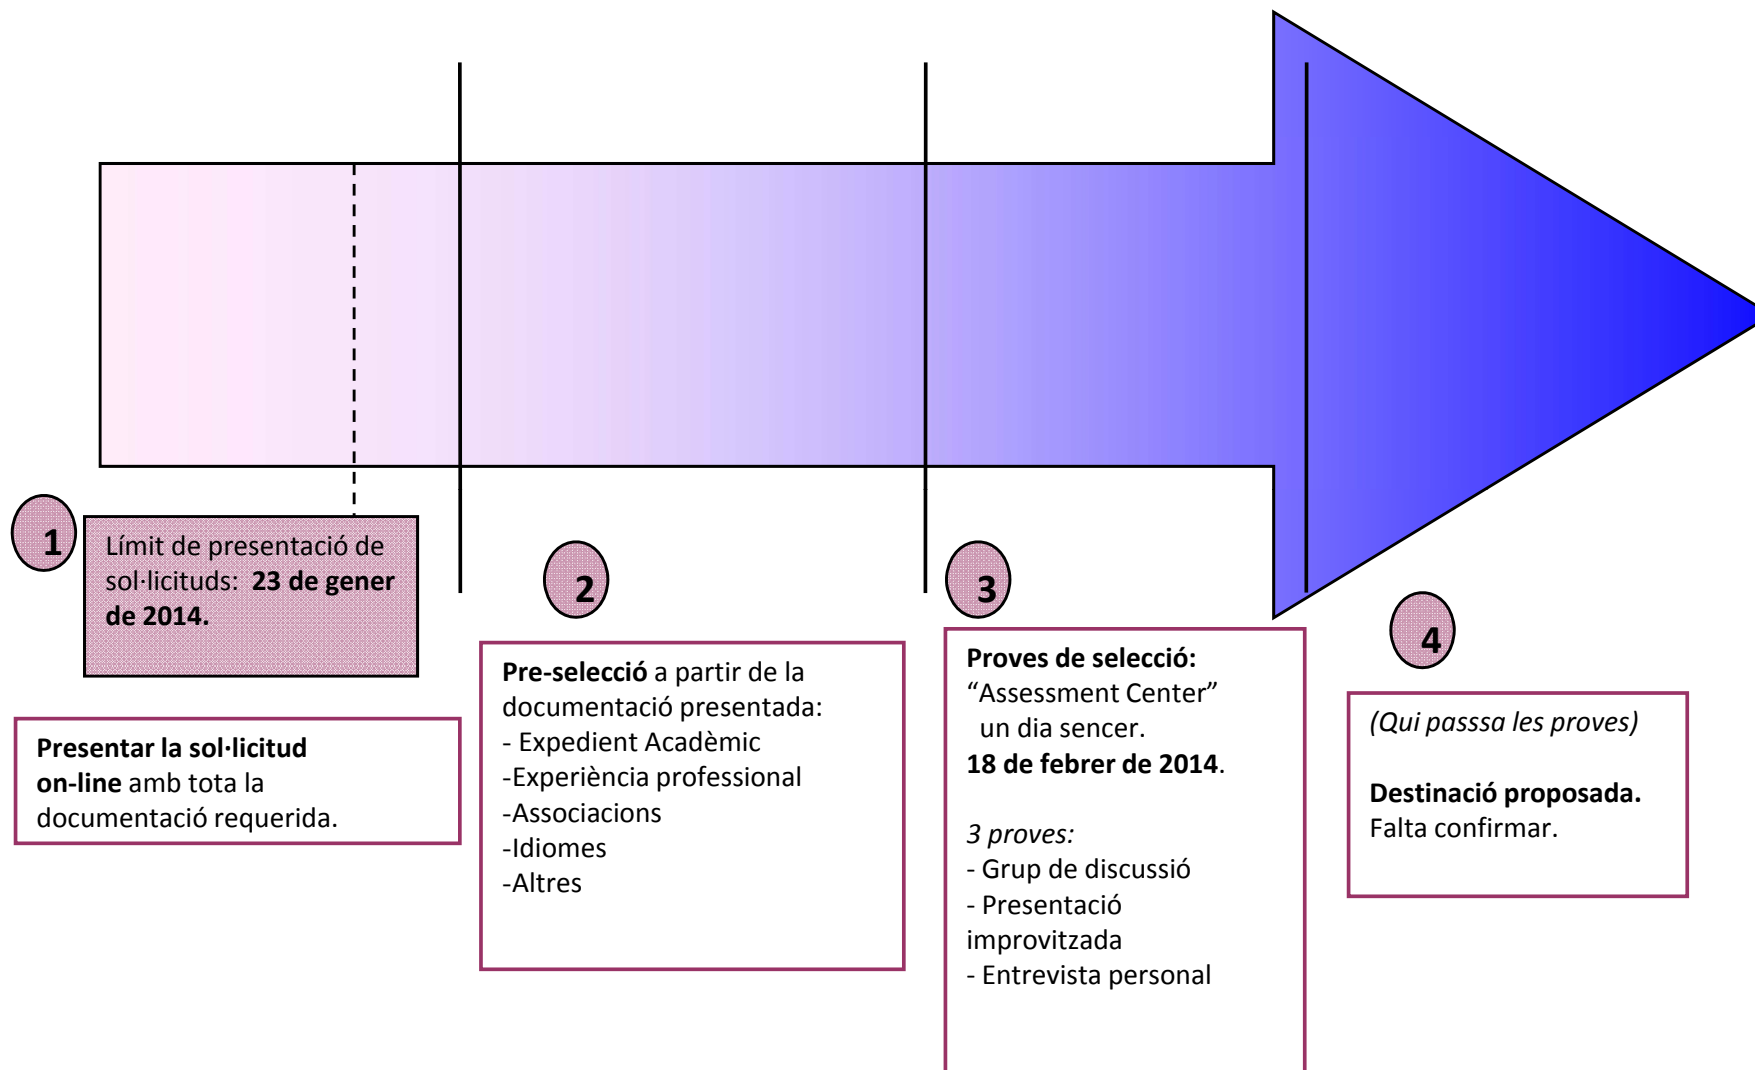 1
Límit de presentació de
sol·licituds: 23 de gener
de 2014.
Presentar la sol·licitud
on-line amb tota la
documentació requerida.
2
Pre-selecció a partir de la
documentació presentada:
- Expedient Acadèmic
-Experiència professional
-Associacions
-Idiomes
-Altres
3
Proves de selecció:
“Assessment Center”
un dia sencer.
18 de febrer de 2014.
3 proves:
- Grup de discussió
- Presentació
improvitzada
- Entrevista personal
4
(Qui passsa les proves)
Destinació proposada.
Falta confirmar.